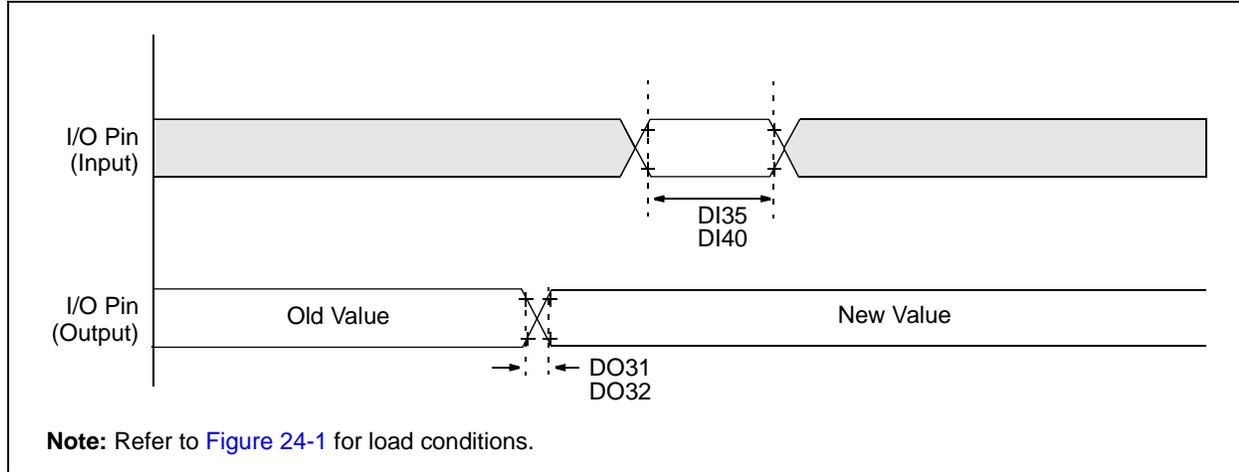 I/O Pin
(Input)
DI35
DI40
I/O Pin
(Output)
Old Value
New Value
DO31
DO32
Note: Refer to Figure 24-1 for load conditions.